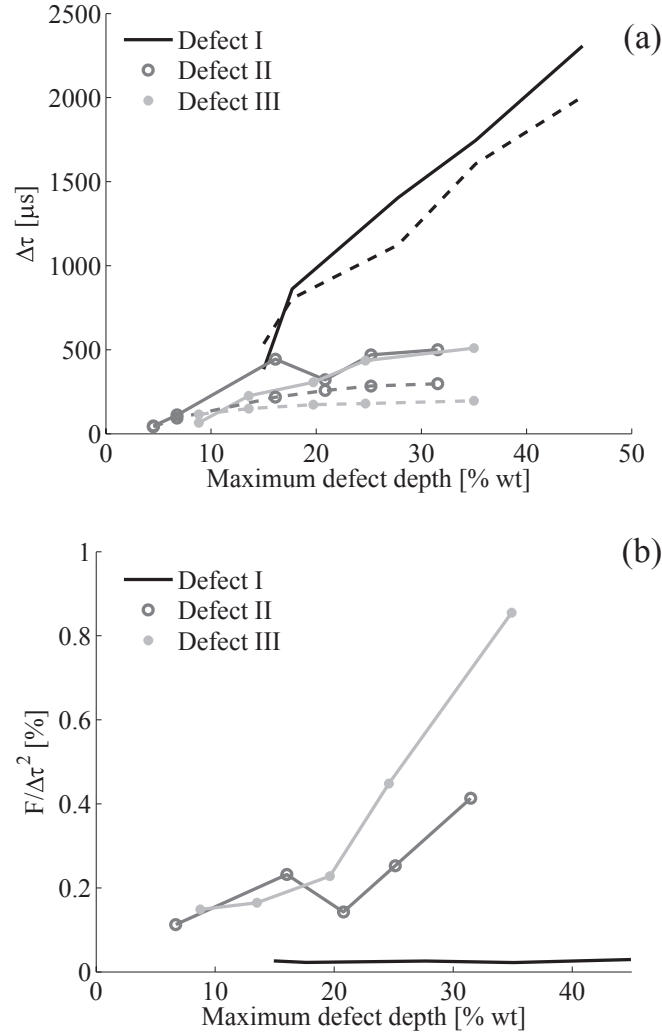 (a)
Defect I
Defect II
Defect III
2500
2000
1500
1000
500
0
Δτ [μs]
0 10 20 30 40 50
Maximum defect depth [% wt]
(b)
Defect I
Defect II
Defect III
1
0.8
0.6
0.4
0.2
0
F/Δτ²[%]
0 10 20 30 40
Maximum defect depth [% wt]